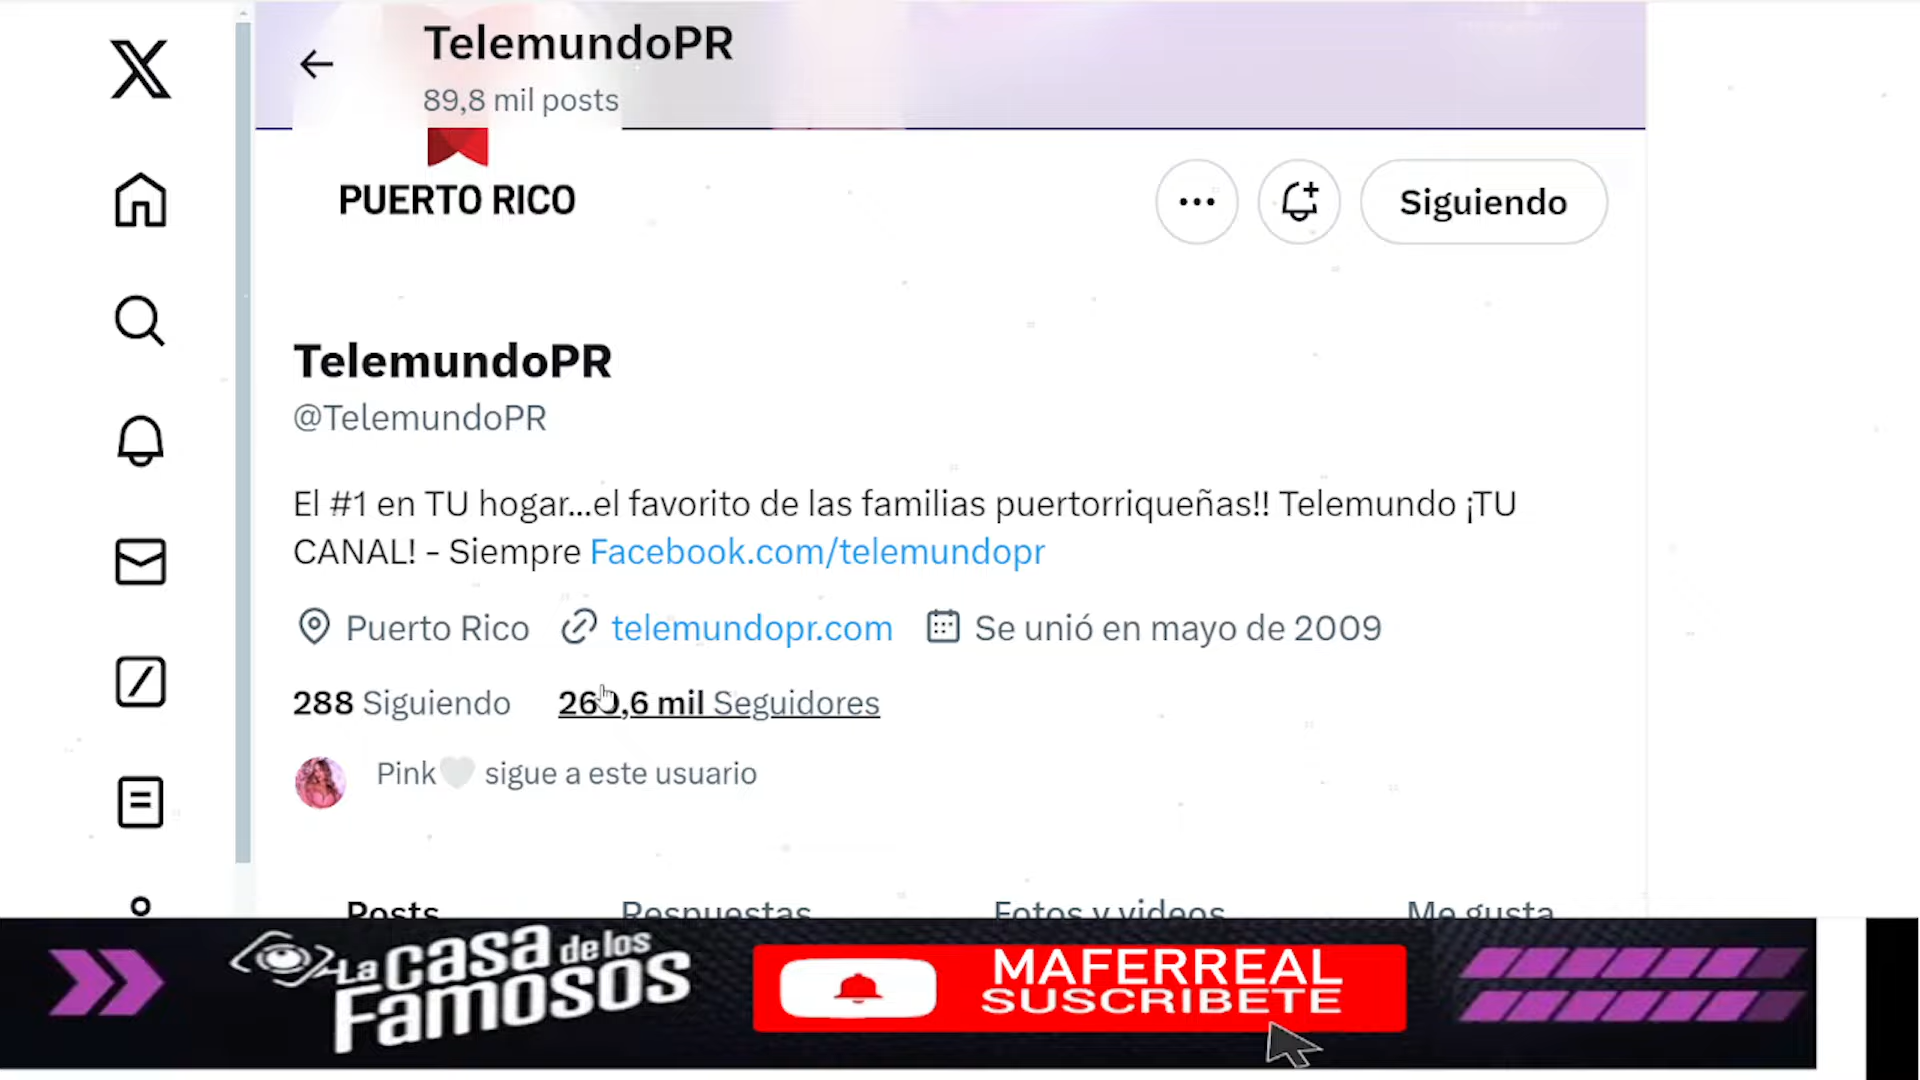 TelemundoPR
89,8 mil posts
PUERTO RICO
Siguiendo
TelemundoPR
@TelemundoPR
El #1 en TU hogar...el favorito de las familias puertorriqueñas!! Telemundo ¡TU
CANAL! - Siempre Facebook.com/telemundopr
Puerto Rico telemundopr.com Se unió en mayo de 2009
288 Siguiendo mil Seguidores
Pink🤍 sigue a este usuario
Posts Respuestas Fotos y videos Me gusta
La casa de los
Famosos
MAFERREAL
SUSCRIBETE